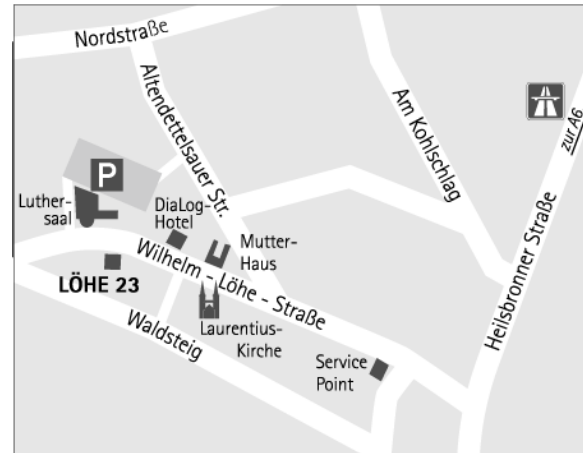 Nordstraße
Altendettelsauer Str.
Am Kohlschlag
zur A6
P
Luther-
saal
DiaLog-
Hotel
Mutter-
Haus
Heilsbronner Straße
Wilhelm - Löhe - Straße
LÖHE 23
Laurentius-
Kirche
Waldsteig
Service
Point